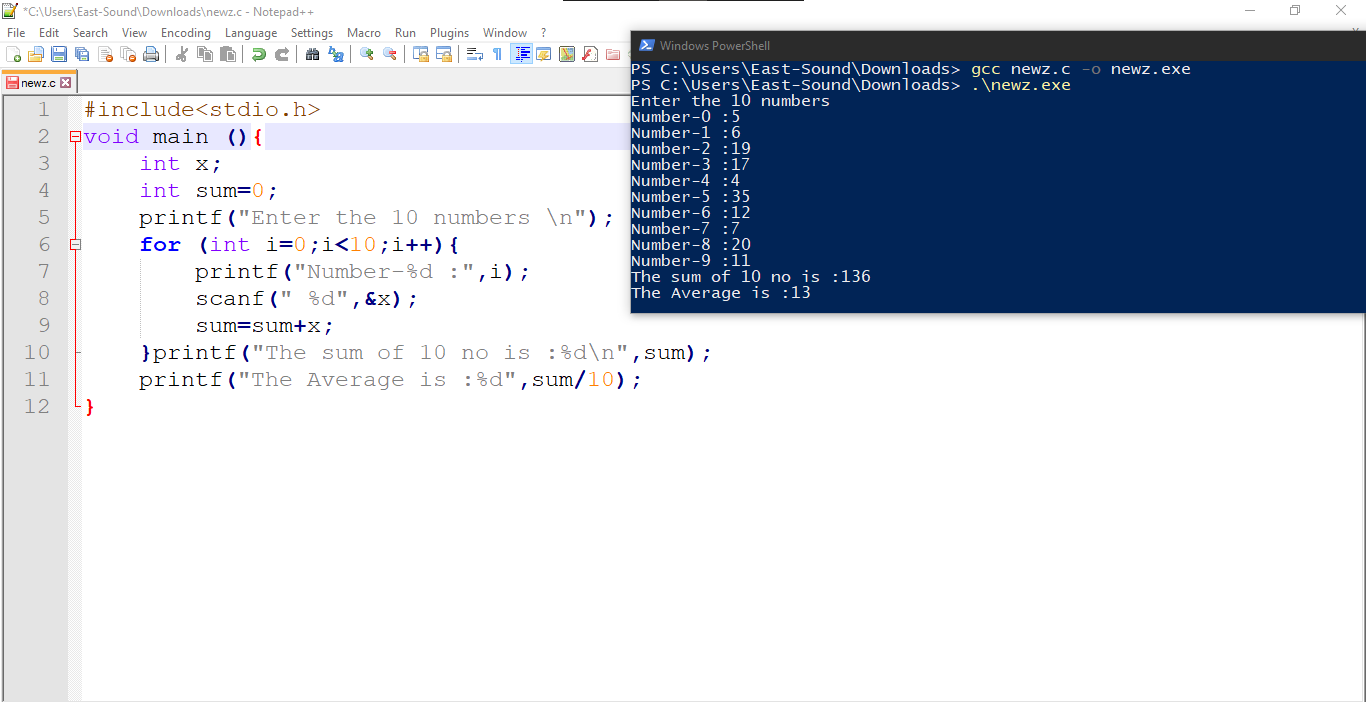 *C:\Users\East-Sound\Downloads\newz.c - Notepad++
File Edit Search View Encoding Language Settings Macro Run Plugins Window ?
newz.c
1 #include<stdio.h>
2 void main (){
3 int x;
4 int sum=0;
5 printf("Enter the 10 numbers \n");
6 for (int i=0;i<10;i++){
7 printf("Number-%d :",i);
8 scanf(" %d",&x);
9 sum=sum+x;
10 }printf("The sum of 10 no is :%d\n",sum);
11 printf("The Average is :%d",sum/10);
12 }
Windows PowerShell
PS C:\Users\East-Sound\Downloads> gcc newz.c -o newz.exe
PS C:\Users\East-Sound\Downloads> .\newz.exe
Enter the 10 numbers
Number-0 :5
Number-1 :6
Number-2 :19
Number-3 :17
Number-4 :4
Number-5 :35
Number-6 :12
Number-7 :7
Number-8 :20
Number-9 :11
The sum of 10 no is :136
The Average is :13